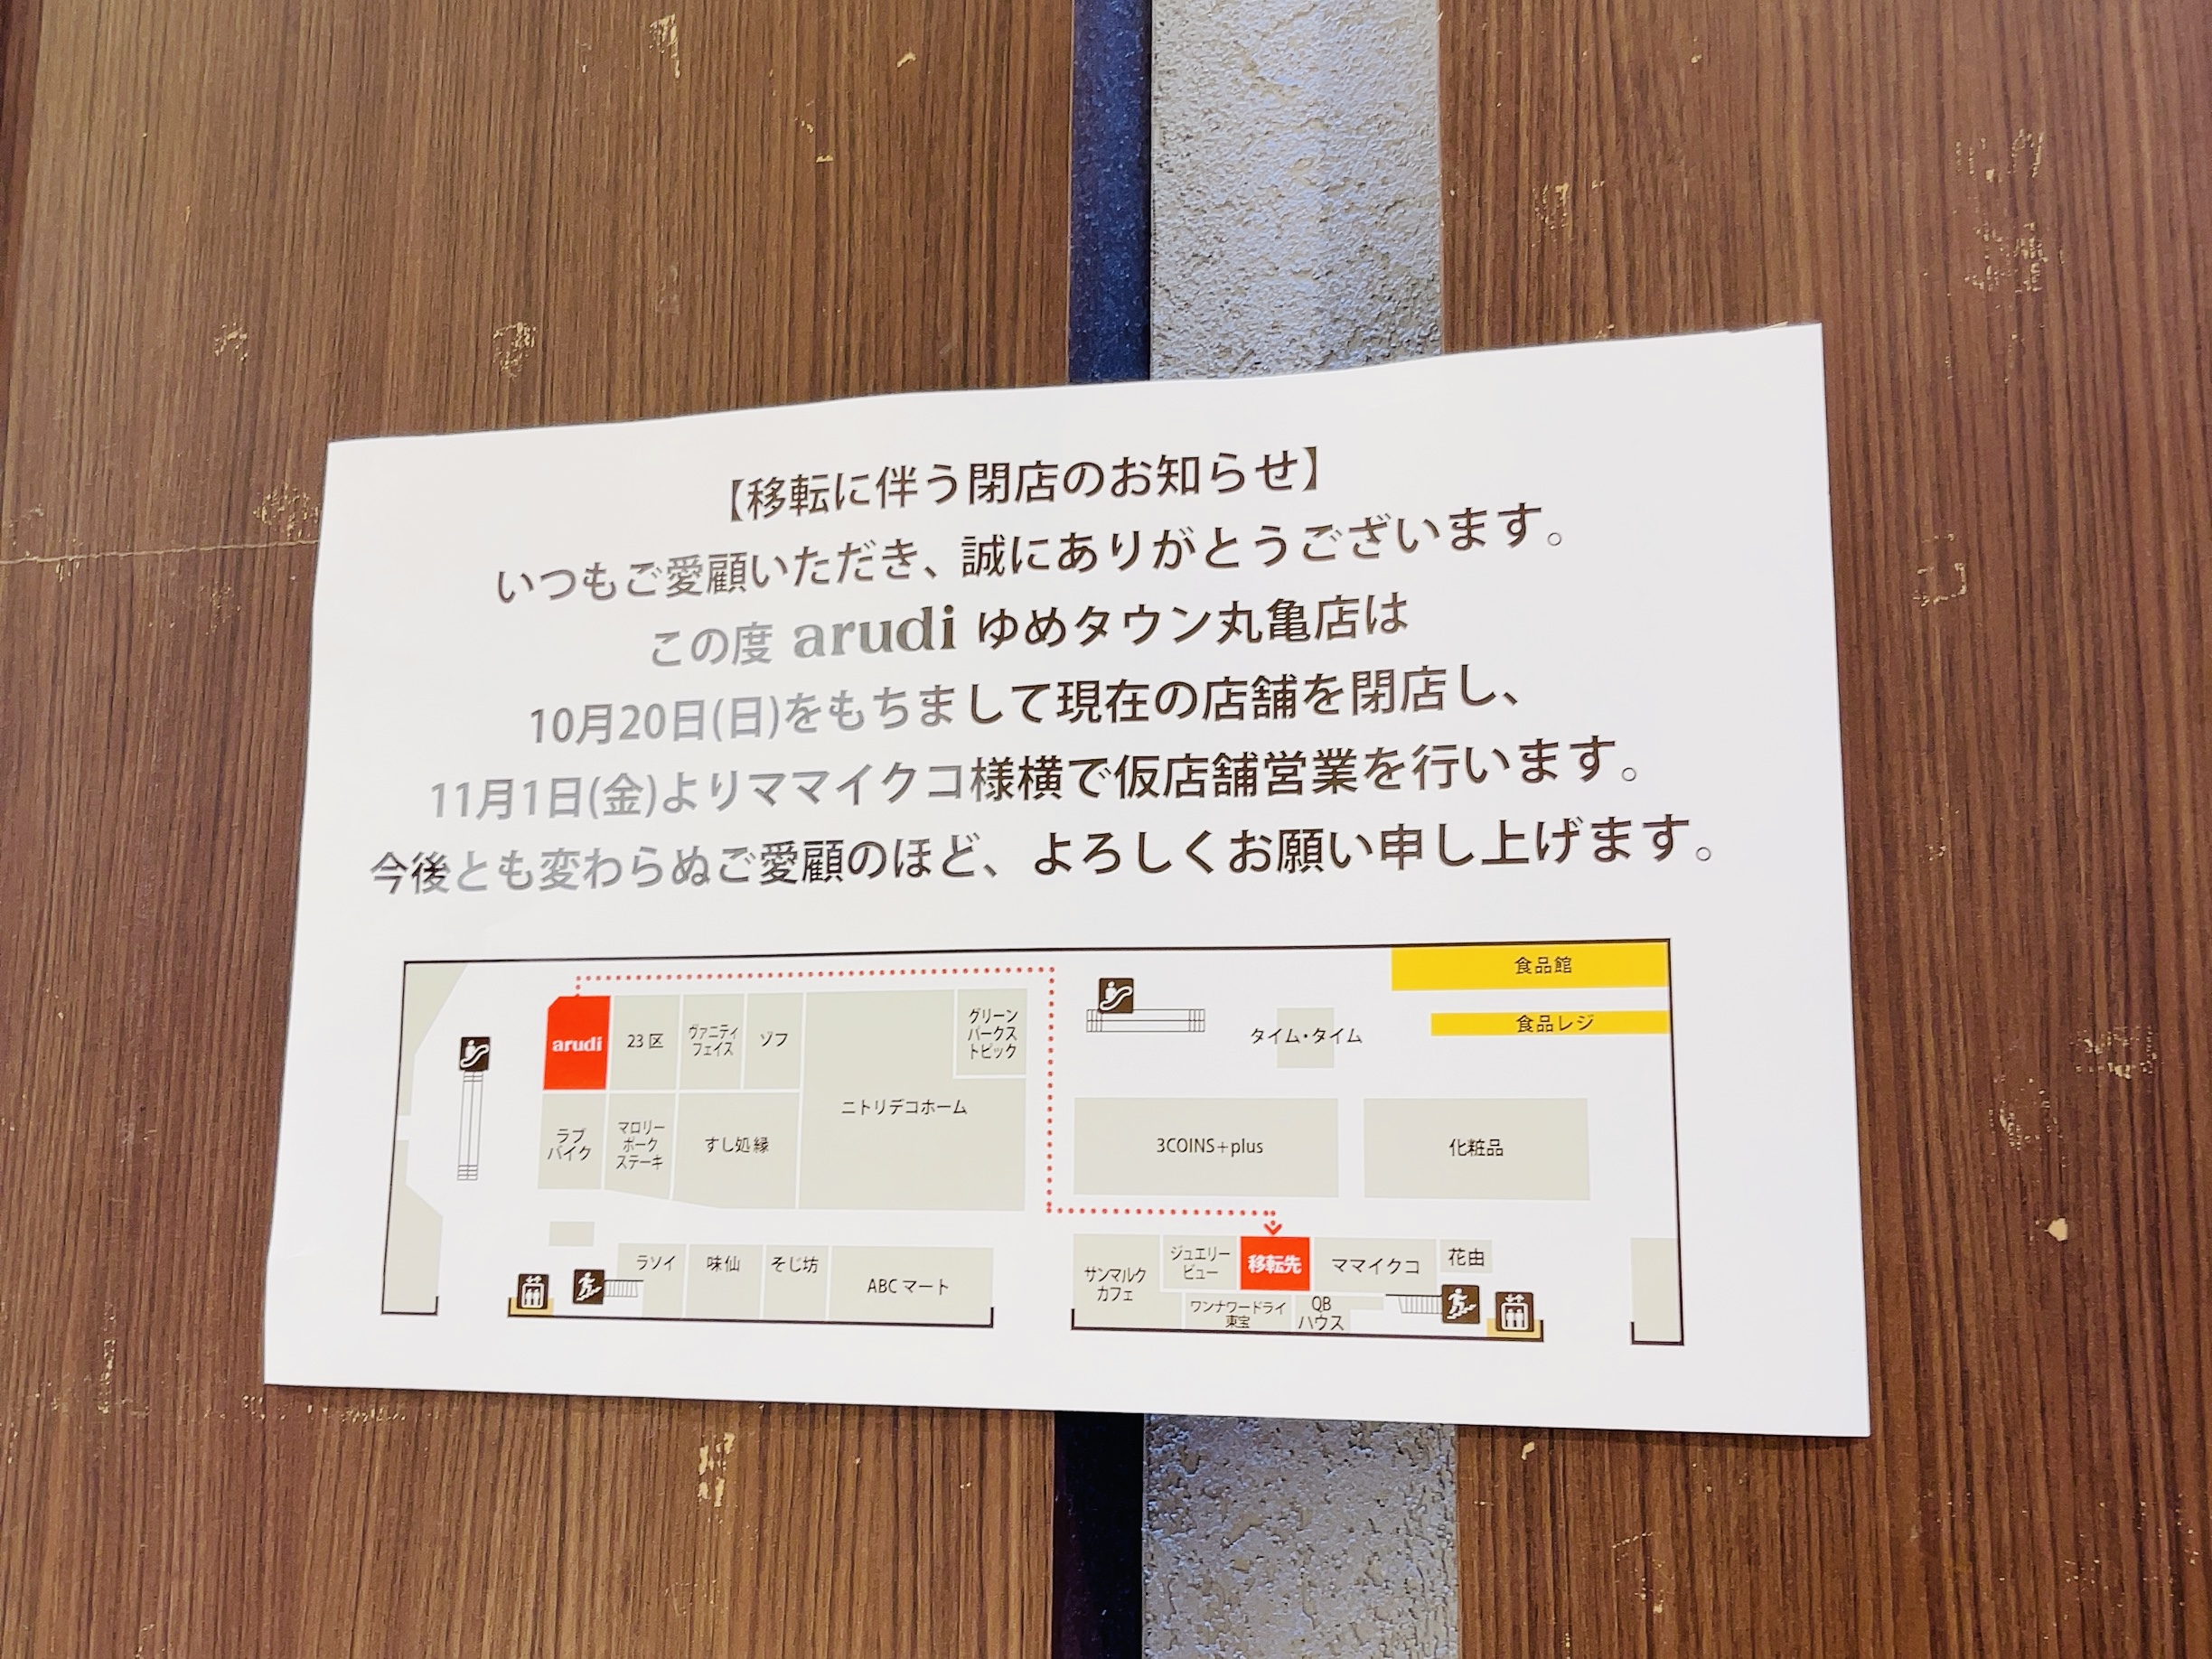 【移転に伴う閉店のお知らせ】
いつもご愛顧いただき、誠にありがとうございます。
この度 arudi ゆめタウン丸亀店は
10月20日(日)をもちまして現在の店舗を閉店し、
11月1日(金)よりママイクコ様横で仮店舗営業を行います。
今後とも変わらぬご愛顧のほど、よろしくお願い申し上げます。
食品館
食品レジ
arudi
23区
ヴァニティ
フェイス
ゾフ
グリーン
パークス
トピック
タイム・タイム
ニトリデコホーム
ラブ
バイク
マロリー
ポーク
ステーキ
すし処 縁
3COINS+plus
化粧品
ラソイ
味仙
そじ坊
ABCマート
サンマルク
カフェ
ジュエリー
ビュー
移転先
ママイクコ
花由
ワンナワードライ
東宝
QB
ハウス